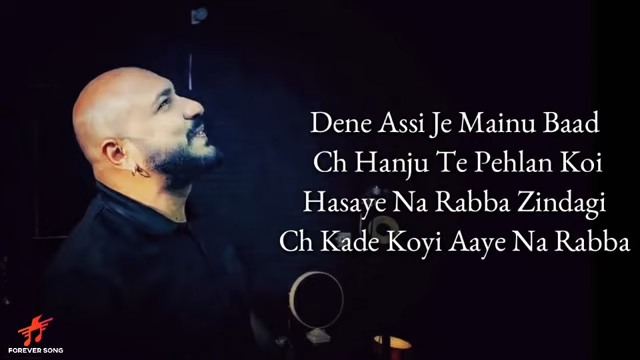 Dene Assi Je Mainu Baad
Ch Hanju Te Pehlan Koi
Hasaye Na Rabba Zindagi
Ch Kade Koyi Aaye Na Rabba
FOREVER SONG